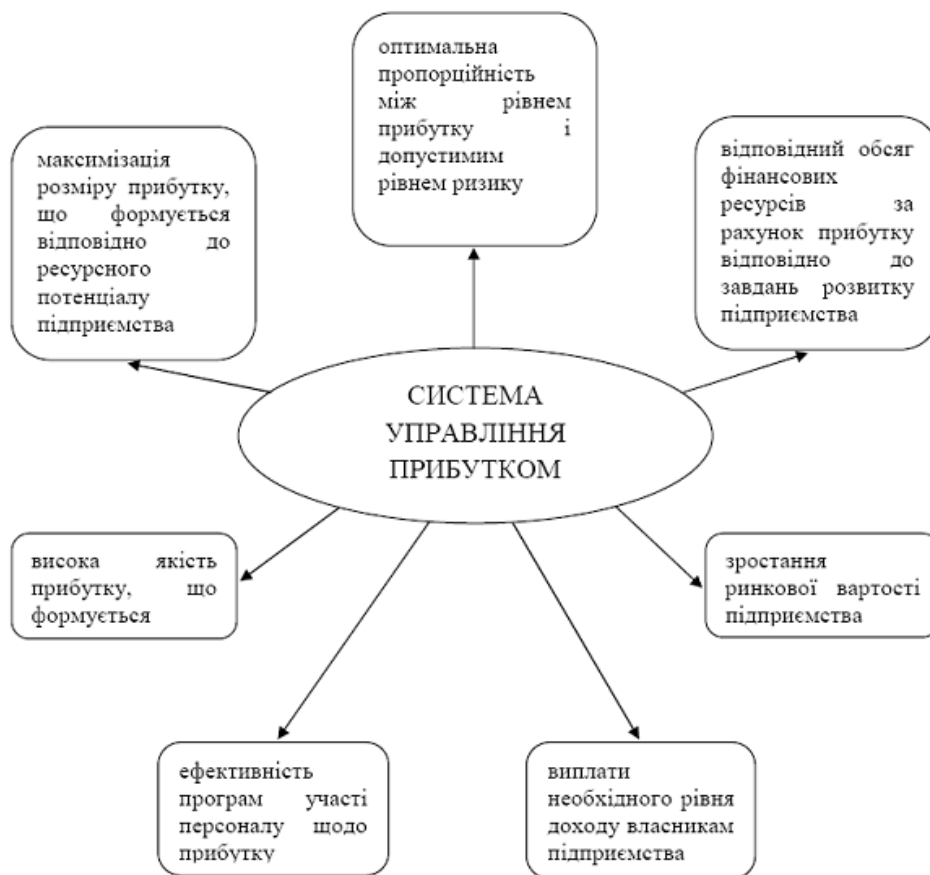 оптимальна
пропорційність
між рівнем
прибутку і
допустимим
рівнем ризику
максимізація
розміру прибутку,
що формується
відповідно до
ресурсного
потенціалу
підприємства
відповідний обсяг
фінансових
ресурсів за
рахунок прибутку
відповідно до
завдань розвитку
підприємства
СИСТЕМА
УПРАВЛІННЯ
ПРИБУТКОМ
висока якість
прибутку, що
формується
зростання
ринкової вартості
підприємства
ефективність
програм участі
персоналу щодо
прибутку
виплати
необхідного рівня
доходу власникам
підприємства